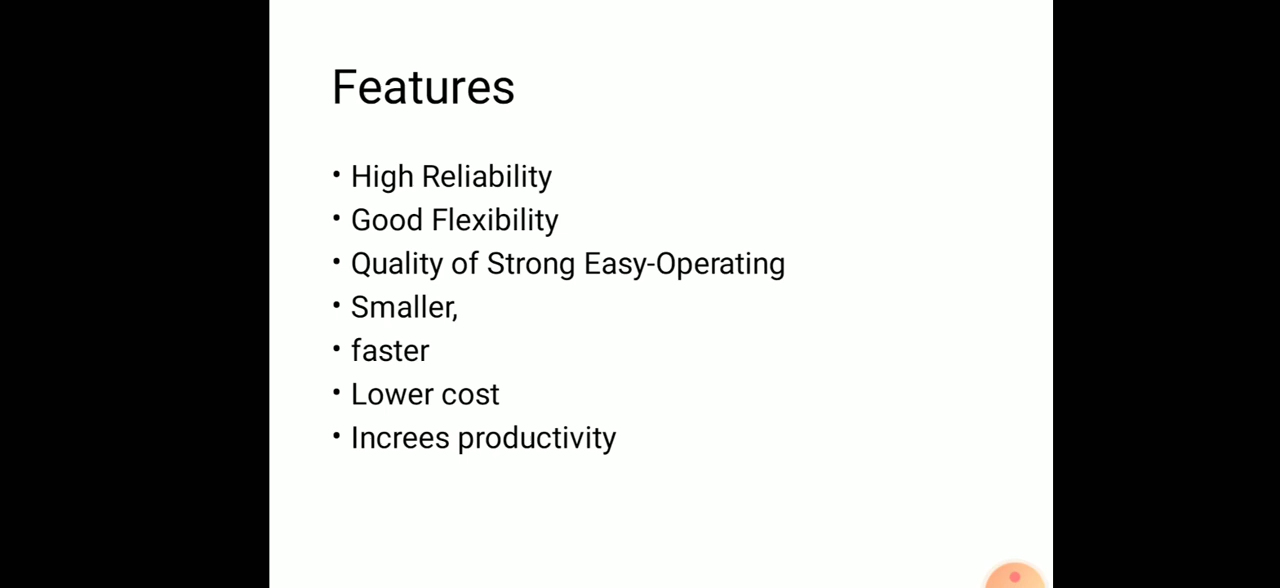 Features
• High Reliability
• Good Flexibility
• Quality of Strong Easy-Operating
• Smaller,
• faster
• Lower cost
• Increes productivity